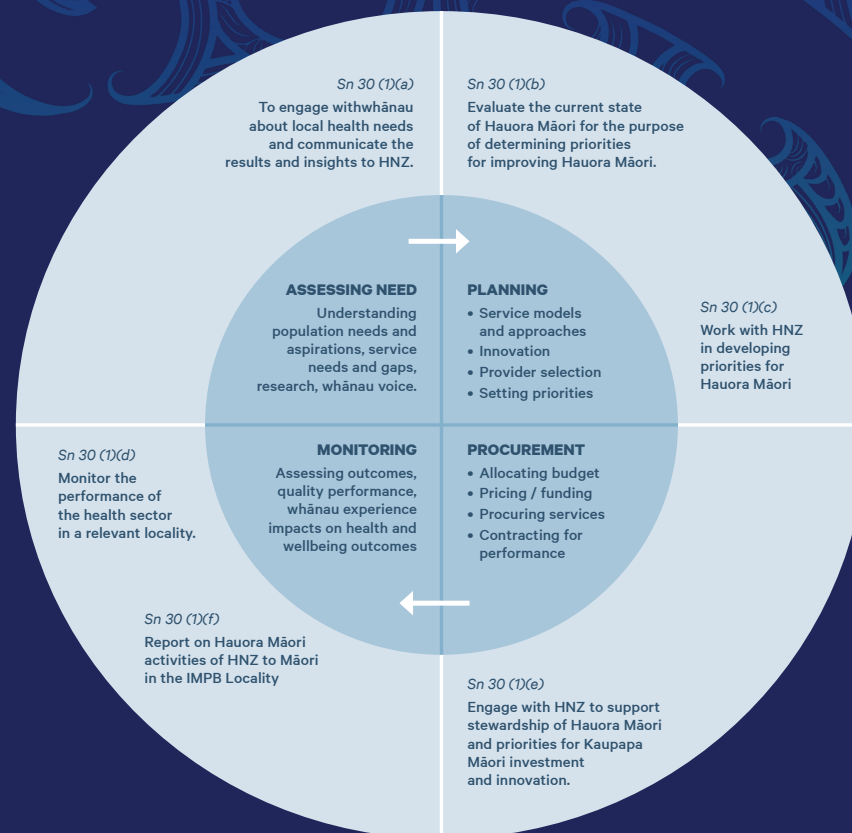 Sn 30 (1)(a)
To engage withwhānau
about local health needs
and communicate the
results and insights to HNZ.
Sn 30 (1)(b)
Evaluate the current state
of Hauora Māori for the purpose
of determining priorities
for improving Hauora Māori.
ASSESSING NEED
Understanding
population needs and
aspirations, service
needs and gaps,
research, whānau voice.
PLANNING
• Service models
and approaches
• Innovation
• Provider selection
• Setting priorities
Sn 30 (1)(c)
Work with HNZ
in developing
priorities for
Hauora Māori
Sn 30 (1)(d)
Monitor the
performance of
the health sector
in a relevant locality.
MONITORING
Assessing outcomes,
quality performance,
whānau experience
impacts on health and
wellbeing outcomes
PROCUREMENT
• Allocating budget
• Pricing / funding
• Procuring services
• Contracting for
performance
Sn 30 (1)(f)
Report on Hauora Māori
activities of HNZ to Māori
in the IMPB Locality
Sn 30 (1)(e)
Engage with HNZ to support
stewardship of Hauora Māori
and priorities for Kaupapa
Māori investment
and innovation.